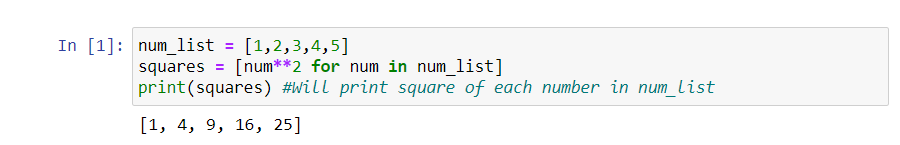 In [1]: num_list = [1,2,3,4,5]
squares = [num**2 for num in num_list]
print(squares) #Will print square of each number in num_list
[1, 4, 9, 16, 25]